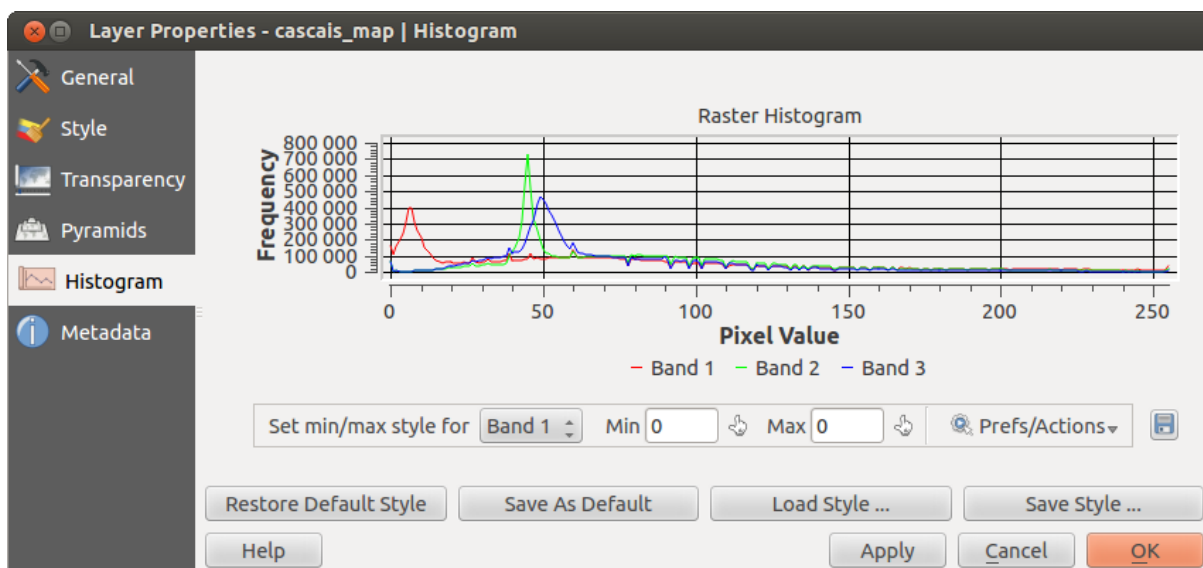 Layer Properties - cascais_map | Histogram
General
Style
Transparency
Pyramids
Histogram
Metadata
Raster Histogram
Frequency
800 000
700 000
600 000
500 000
400 000
300 000
200 000
100 000
0
0 50 100 150 200 250
Pixel Value
Band 1 Band 2 Band 3
Set min/max style for Band 1 Min 0 Max 0 Prefs/Actions
Restore Default Style Save As Default Load Style ... Save Style ...
Help Apply Cancel OK